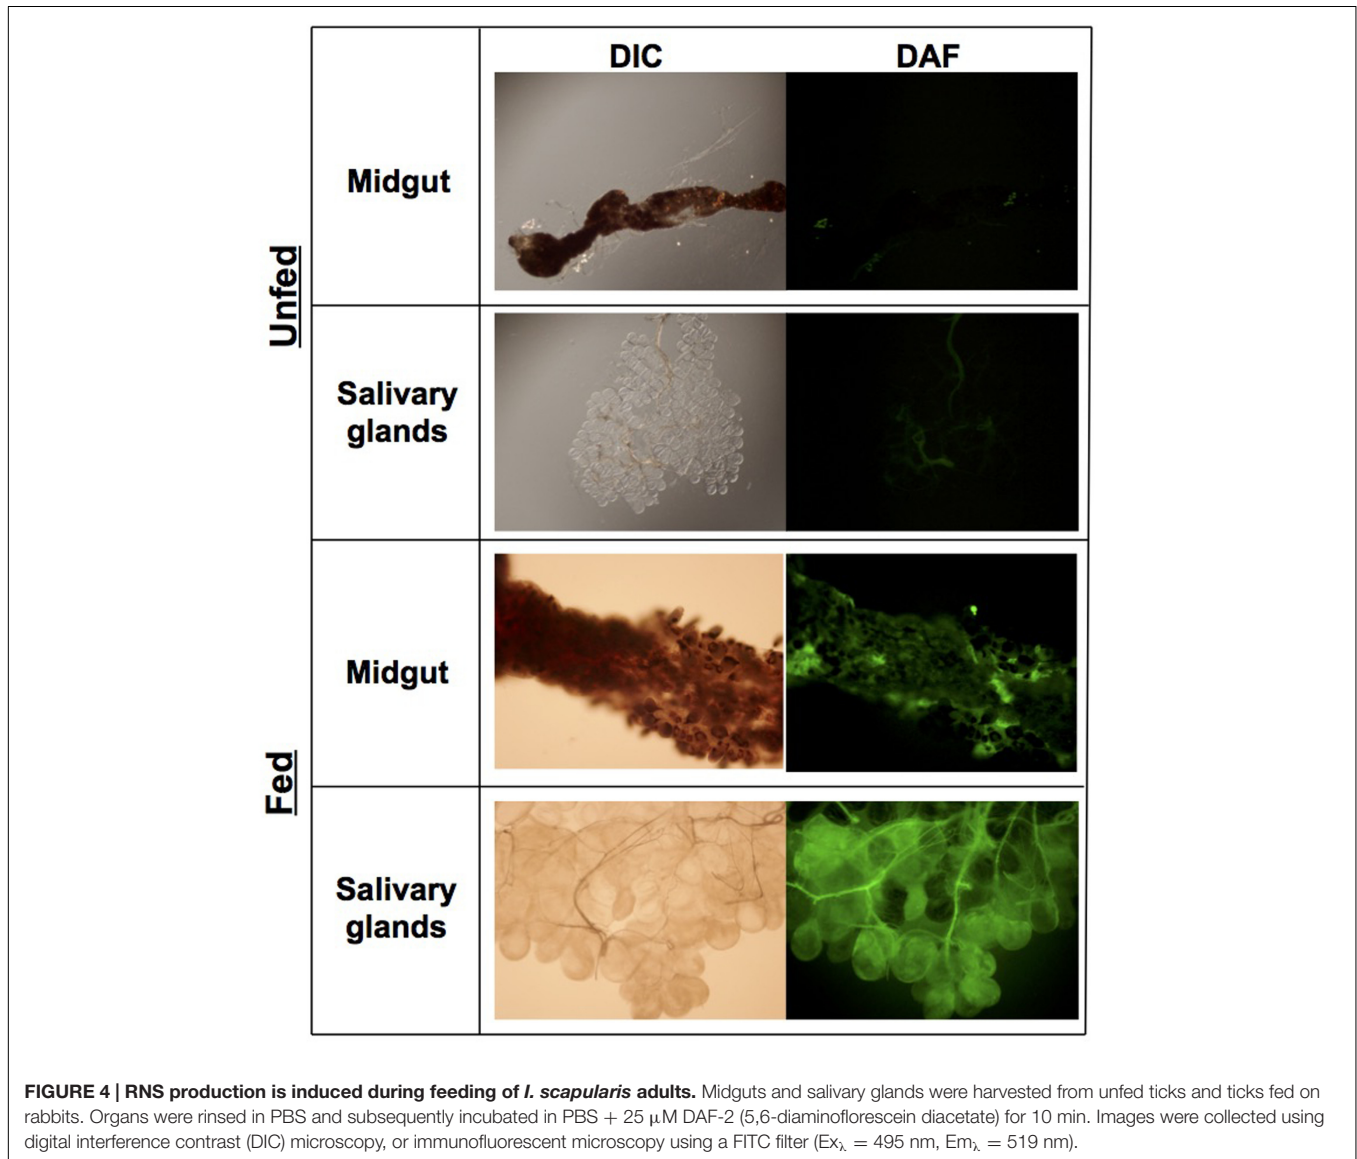 DIC DAF
Unfed
Midgut
Salivary
glands
Fed
Midgut
Salivary
glands
FIGURE 4 | RNS production is induced during feeding of I. scapularis adults. Midguts and salivary glands were harvested from unfed ticks and ticks fed on
rabbits. Organs were rinsed in PBS and subsequently incubated in PBS + 25 μM DAF-2 (5,6-diaminoflorescein diacetate) for 10 min. Images were collected using
digital interference contrast (DIC) microscopy, or immunofluorescent microscopy using a FITC filter (Exλ = 495 nm, Emλ = 519 nm).